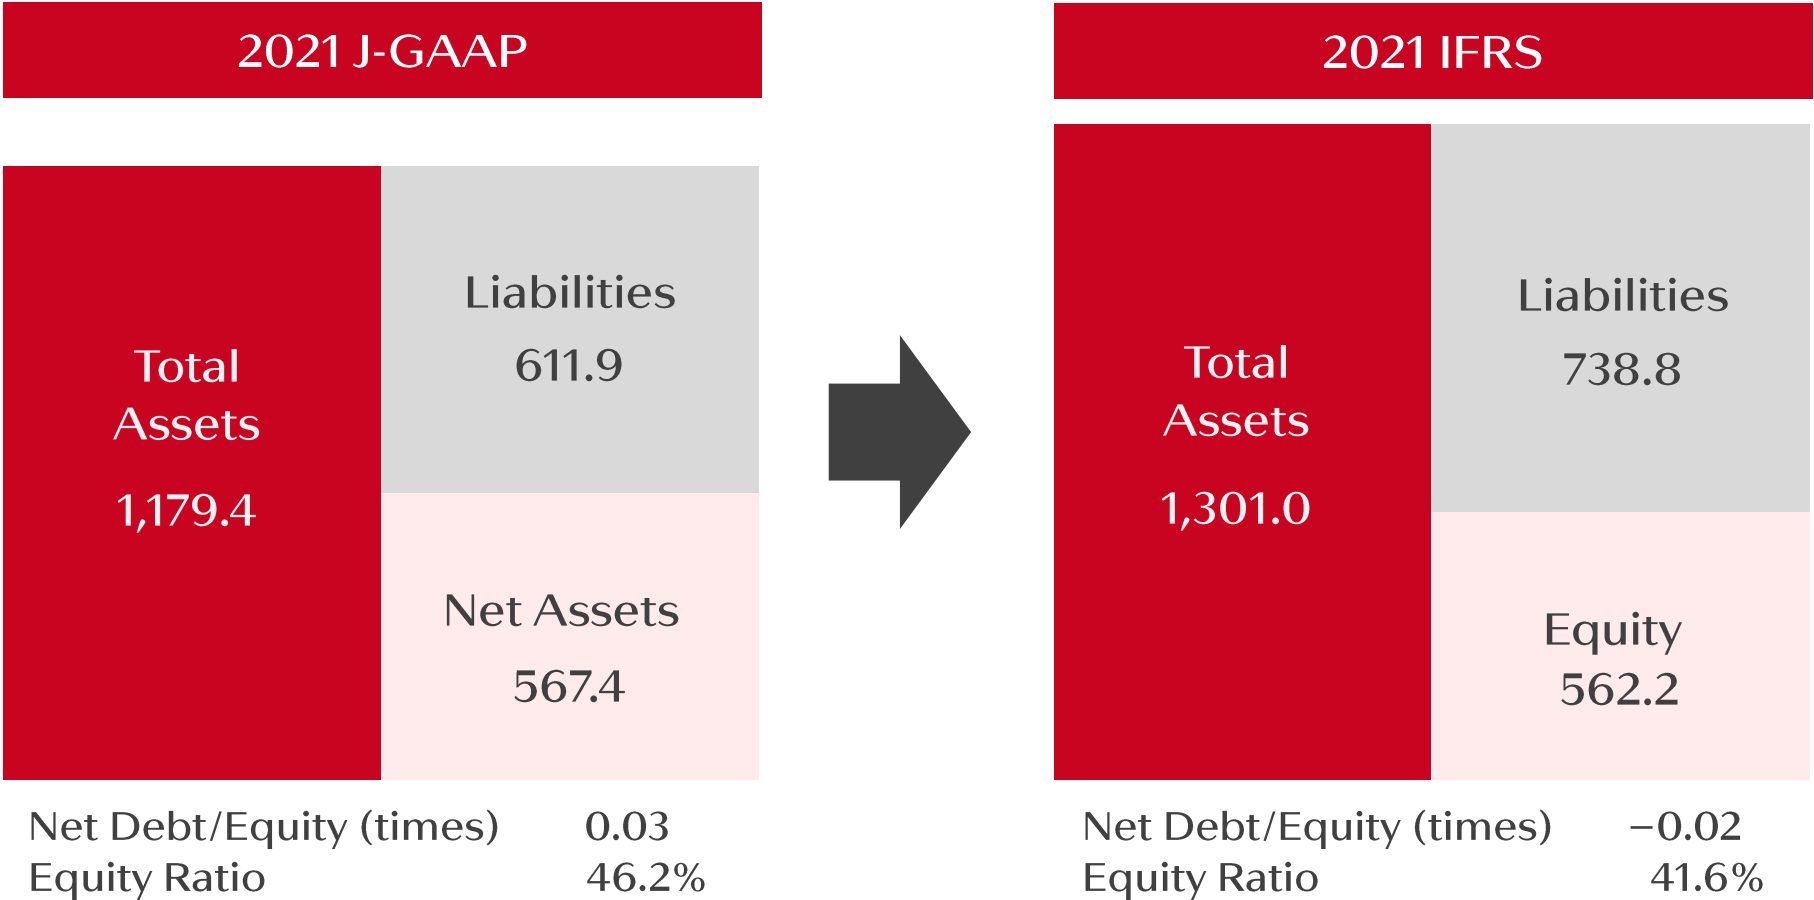 2021 J-GAAP
Total
Assets
1,179.4
Liabilities
611.9
Net Assets
567.4
Net Debt/Equity (times) 0.03
Equity Ratio 46.2%
2021 IFRS
Total
Assets
1,301.0
Liabilities
738.8
Equity
562.2
Net Debt/Equity (times) −0.02
Equity Ratio 41.6%